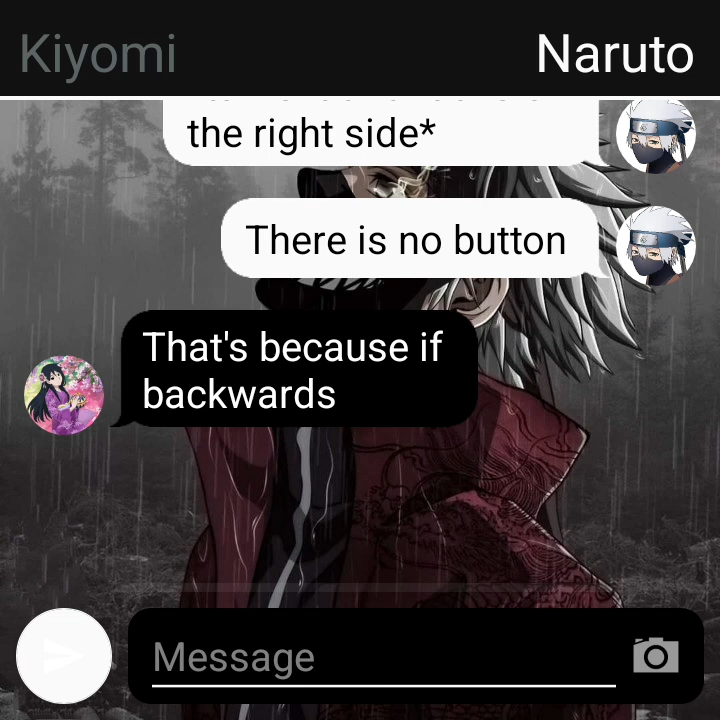 Kiyomi
Naruto
the right side*
There is no button
That's because if
backwards
Message